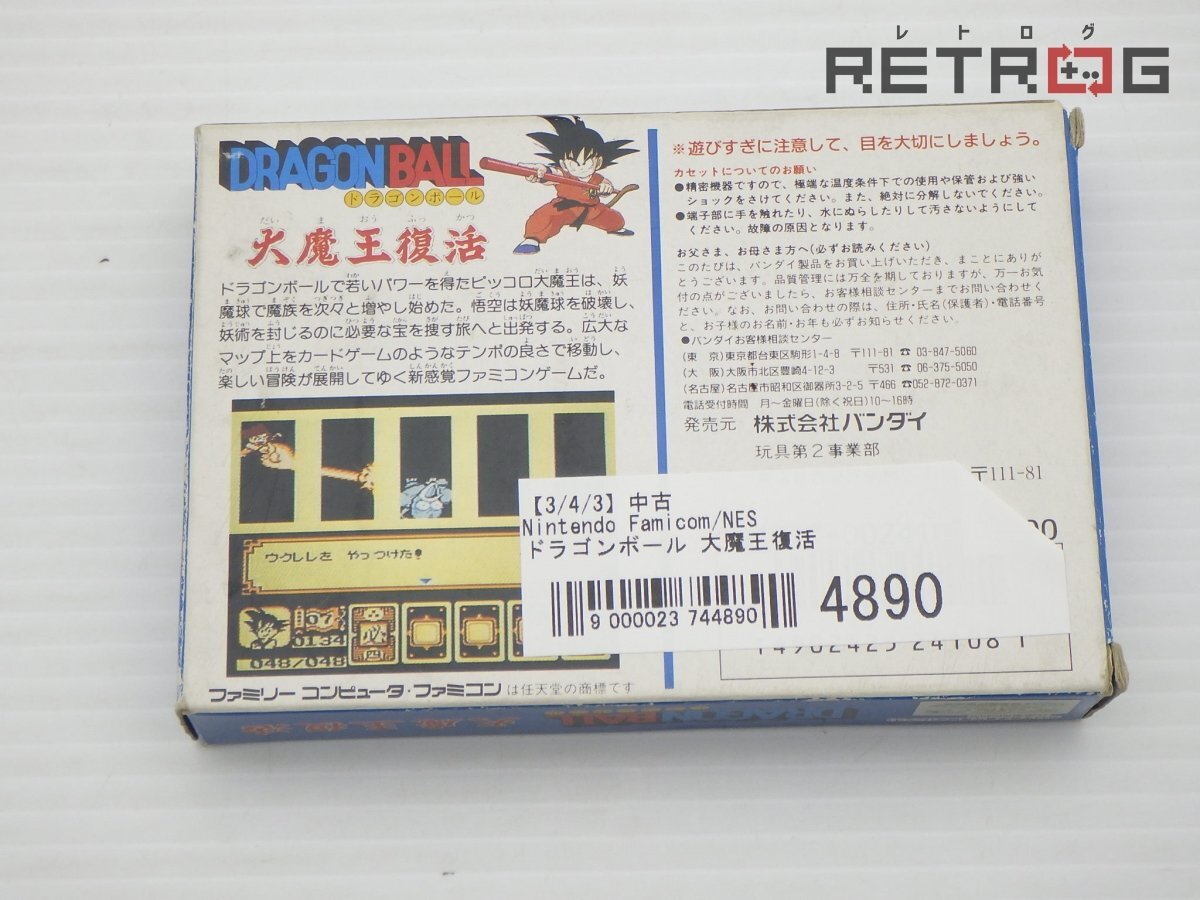 レトログ
RETROG
DRAGON BALL
ドラゴンボール
だい ま おう ふっ かつ
大魔王復活
ドラゴンボールで若いパワーを得たピッコロ大魔王は、妖
魔球で魔族を次々と増やし始めた。悟空は妖魔球を破壊し、
妖術を封じるのに必要な宝を捜す旅へと出発する。広大な
マップ上をカードゲームのようなテンポの良さで移動し、
楽しい冒険が展開してゆく新感覚ファミコンゲームだ。
ウクレレを やっつけた!
07
0134
必
四
048/048
ファミリー コンピュータ・ファミコン は任天堂の商標です
※遊びすぎに注意して、目を大切にしましょう。
カセットについてのお願い
●精密機器ですので、極端な温度条件下での使用や保管および強い
ショックをさけてください。また、絶対に分解しないでください。
●端子部に手を触れたり、水にぬらしたりして汚さないようにして
ください。故障の原因となります。
お父さま、お母さま方へ(必ずお読みください)
このたびは、バンダイ製品をお買い上げいただき、まことにありが
とうございます。品質管理には万全を期しておりますが、万一お気
付の点がございましたら、お客様相談センターまでお問い合わせく
ださい。なお、お問い合わせの際は、住所・氏名(保護者)・電話番号
と、お子様のお名前・お年も必ずお知らせください。
●バンダイお客様相談センター
(東 京)東京都台東区駒形1-4-8 〒111-81 ☎ 03-847-5060
(大 阪)大阪市北区豊崎4-12-3 〒531 ☎ 06-375-5050
(名古屋)名古屋市昭和区御器所3-2-5 〒466 ☎052-872-0371
電話受付時間 月〜金曜日(除く祝日)10〜16時
発売元 株式会社バンダイ
玩具第2事業部
〒111-81
【3/4/3】中古
Nintendo Famicom/NES
ドラゴンボール 大魔王復活
9 000023 744890
4890
DRAGON BALL
大魔王復活